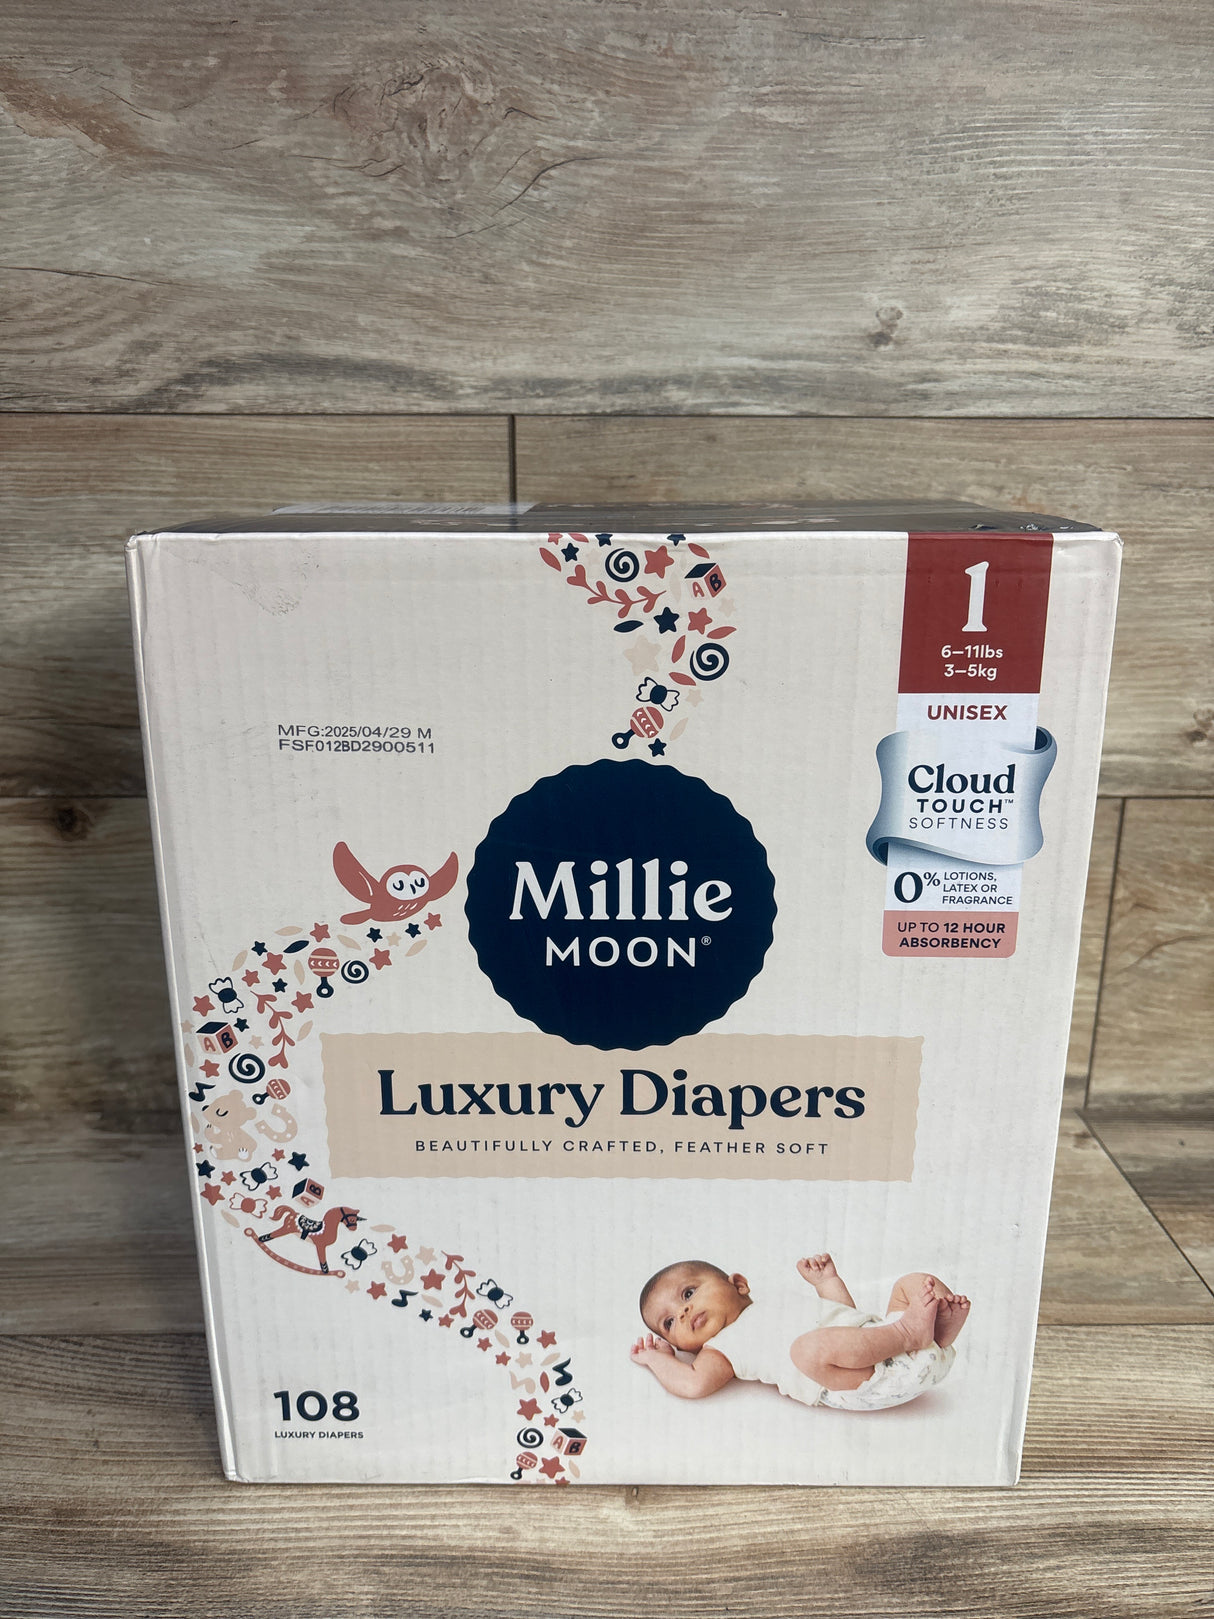 1
6–11lbs
3–5kg
UNISEX
MFG:2025/04/29 M
FSF012BD2900511
Cloud
TOUCH™
SOFTNESS
0% LOTIONS,
LATEX OR
FRAGRANCE
UP TO 12 HOUR
ABSORBENCY
Millie
MOON®
Luxury Diapers
BEAUTIFULLY CRAFTED, FEATHER SOFT
108
LUXURY DIAPERS
A B
A B
A B
A B